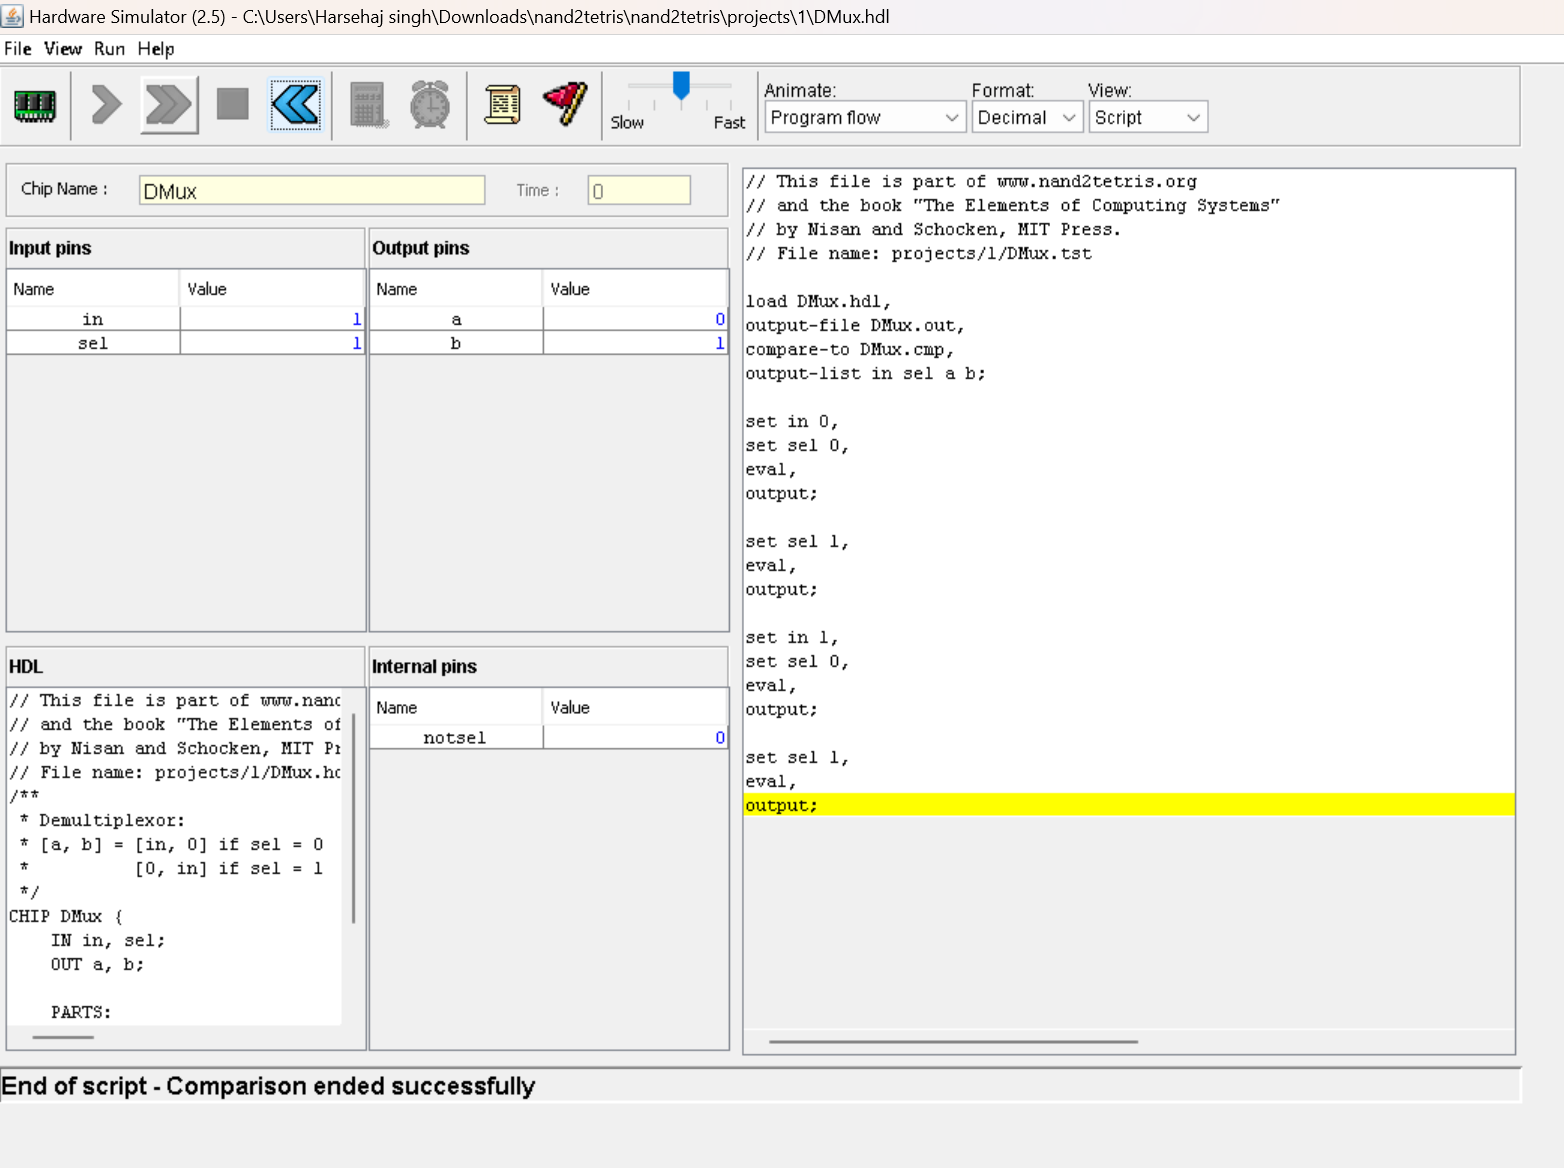 Hardware Simulator (2.5) - C:\Users\Harsehaj singh\Downloads\nand2tetris\nand2tetris\projects\1\DMux.hdl
File View Run Help
Slow Fast
Animate: Format: View:
Program flow Decimal Script
Chip Name : DMux Time : 0
Input pins
Name Value
in 1
sel 1
Output pins
Name Value
a 0
b 1
HDL
// This file is part of www.nand
// and the book "The Elements of
// by Nisan and Schocken, MIT Pr
// File name: projects/1/DMux.hd
/**
* Demultiplexor:
* [a, b] = [in, 0] if sel = 0
* [0, in] if sel = 1
*/
CHIP DMux {
IN in, sel;
OUT a, b;
PARTS:
Internal pins
Name Value
notsel 0
// This file is part of www.nand2tetris.org
// and the book "The Elements of Computing Systems"
// by Nisan and Schocken, MIT Press.
// File name: projects/1/DMux.tst
load DMux.hdl,
output-file DMux.out,
compare-to DMux.cmp,
output-list in sel a b;
set in 0,
set sel 0,
eval,
output;
set sel 1,
eval,
output;
set in 1,
set sel 0,
eval,
output;
set sel 1,
eval,
output;
End of script - Comparison ended successfully